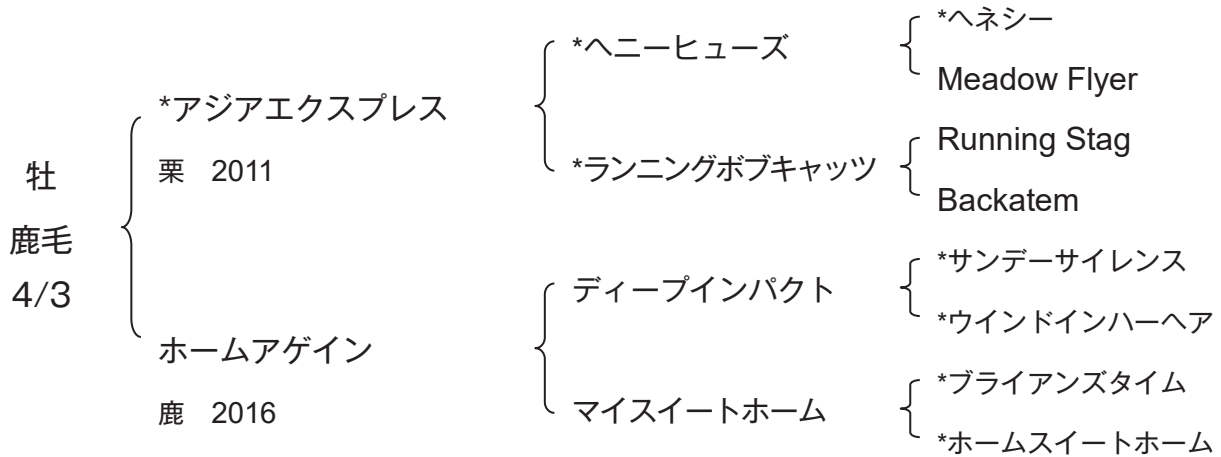 牡
鹿毛
4/3
*アジアエクスプレス
栗 2011
ホームアゲイン
鹿 2016
*ヘニーヒューズ
*ランニングボブキャッツ
ディープインパクト
マイスイートホーム
*ヘネシー
Meadow Flyer
Running Stag
Backatem
*サンデーサイレンス
*ウインドインハーヘア
*ブライアンズタイム
*ホームスイートホーム